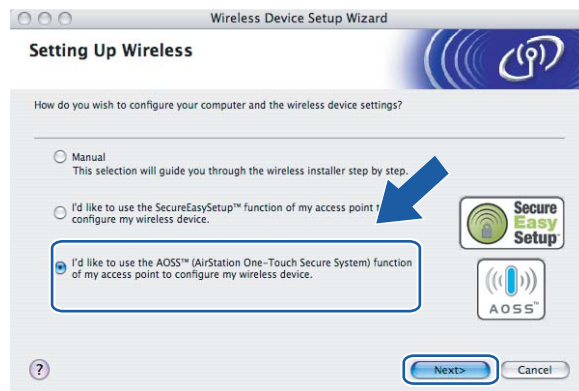 Wireless Device Setup Wizard
Setting Up Wireless
How do you wish to configure your computer and the wireless device settings?
Manual
This selection will guide you through the wireless installer step by step.
I'd like to use the SecureEasySetup™ function of my access point
configure my wireless device.
I'd like to use the AOSS™ (AirStation One-Touch Secure System) function
of my access point to configure my wireless device.
Secure
Easy
Setup
AOSS™
?
Next>
Cancel